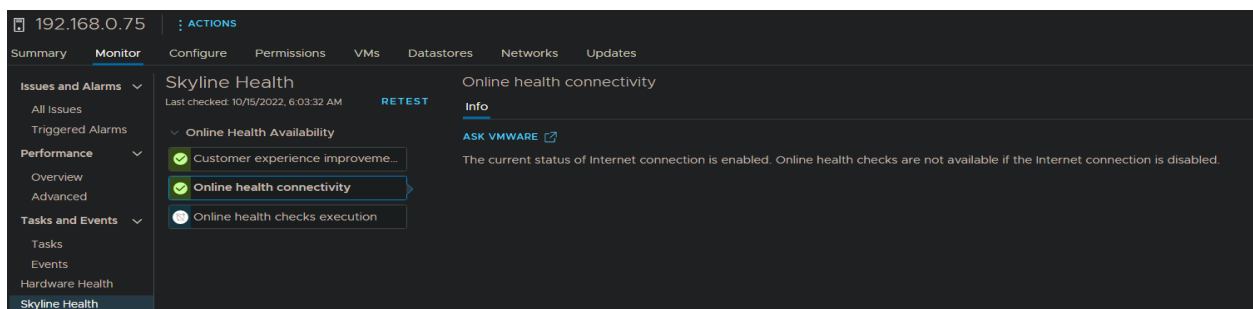 192.168.0.75
ACTIONS
Summary Monitor Configure Permissions VMs Datastores Networks Updates
Issues and Alarms
All Issues
Triggered Alarms
Performance
Overview
Advanced
Tasks and Events
Tasks
Events
Hardware Health
Skyline Health
Skyline Health
Last checked: 10/15/2022, 6:03:32 AM RETEST
Online Health Availability
Customer experience improveme...
Online health connectivity
Online health checks execution
Online health connectivity
Info
ASK VMWARE
The current status of Internet connection is enabled. Online health checks are not available if the Internet connection is disabled.